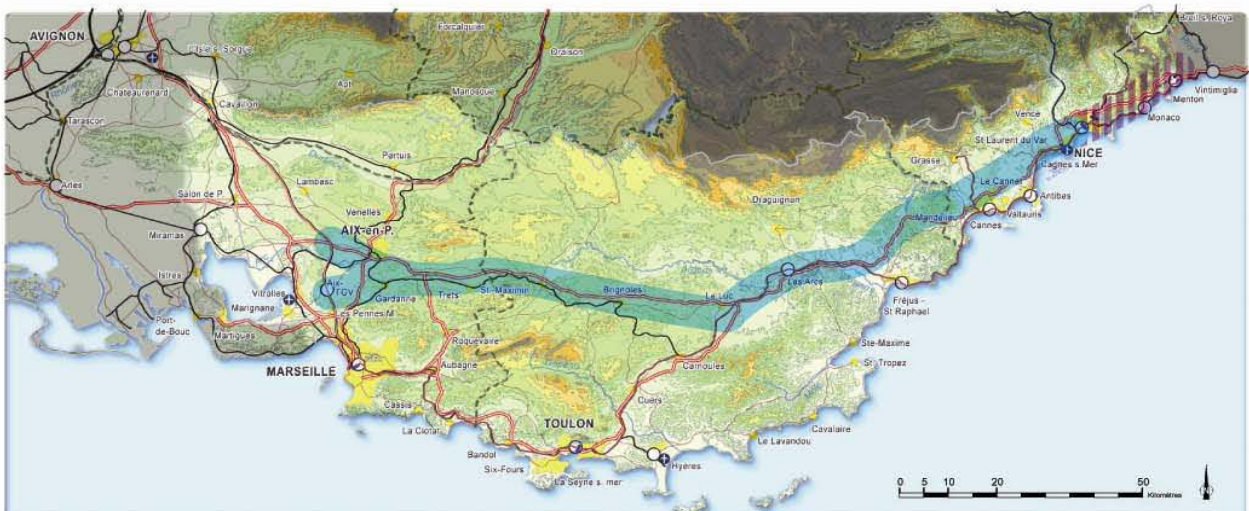 AVIGNON
L'Isle s. Sorgue
Forcalquier
Oraison
Breil s. Roya
Chateaurenard
Apt
Manosque
Cavaillon
Tarascon
Vintimiglia
Menton
Monaco
Vence
St Laurent du Var
NICE
Cagnes s Mer
Pertuis
Grasse
Arles
Lambesc
Salon de P.
Le Cannet
Antibes
Venelles
Draguignan
Mandelieu
Vallauris
Cannes
Miramas
AIX-en-P.
Istres
Vitrolles
Aix-
TGV
Gardanne
Trets
St. Maximin
Brignoles
Le Luc
Les Arcs
Marignane
Fréjus -
St Raphael
Port-
de-Bouc
Les Pennes M.
Martigues
Roquevaire
Ste-Maxime
MARSEILLE
Aubagne
Carnoules
St. Tropez
Cuers
Cassis
Cavalaire
La Ciotat
TOULON
Le Lavandou
Bandol
Six-Fours
Hyères
La Seyne s. mer
0 5 10 20 50
Kilomètres